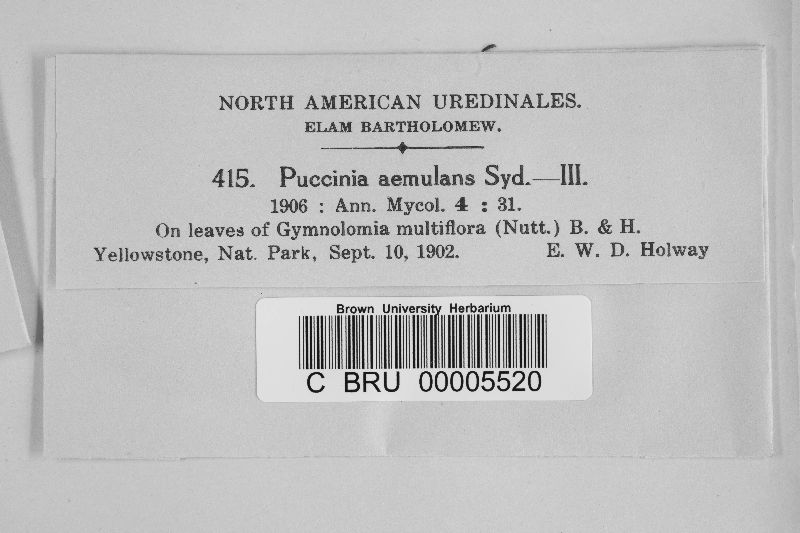 NORTH AMERICAN UREDINALES.
ELAM BARTHOLOMEW.
415. Puccinia aemulans Syd.—III.
1906 : Ann. Mycol. 4 : 31.
On leaves of Gymnolomia multiflora (Nutt.) B. & H.
Yellowstone, Nat. Park, Sept. 10, 1902. E. W. D. Holway
Brown University Herbarium
C BRU 00005520